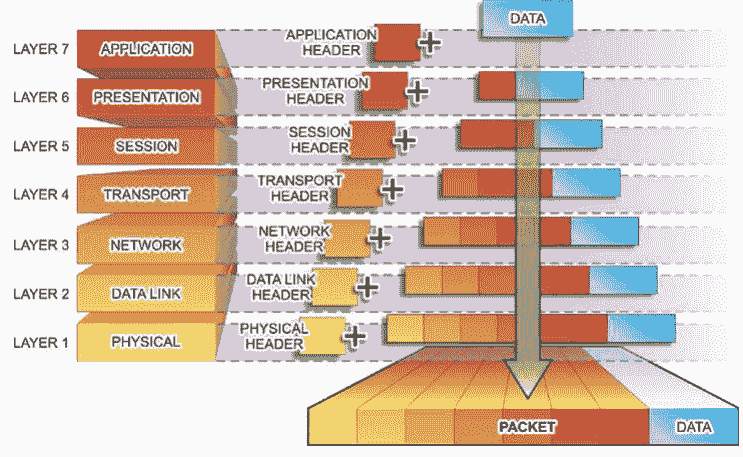 DATA
LAYER 7
APPLICATION
APPLICATION
HEADER
+
LAYER 6
PRESENTATION
PRESENTATION
HEADER
+
LAYER 5
SESSION
SESSION
HEADER
+
LAYER 4
TRANSPORT
TRANSPORT
HEADER
+
LAYER 3
NETWORK
NETWORK
HEADER
+
LAYER 2
DATA LINK
DATA LINK
HEADER
+
LAYER 1
PHYSICAL
PHYSICAL
HEADER
+
PACKET
DATA